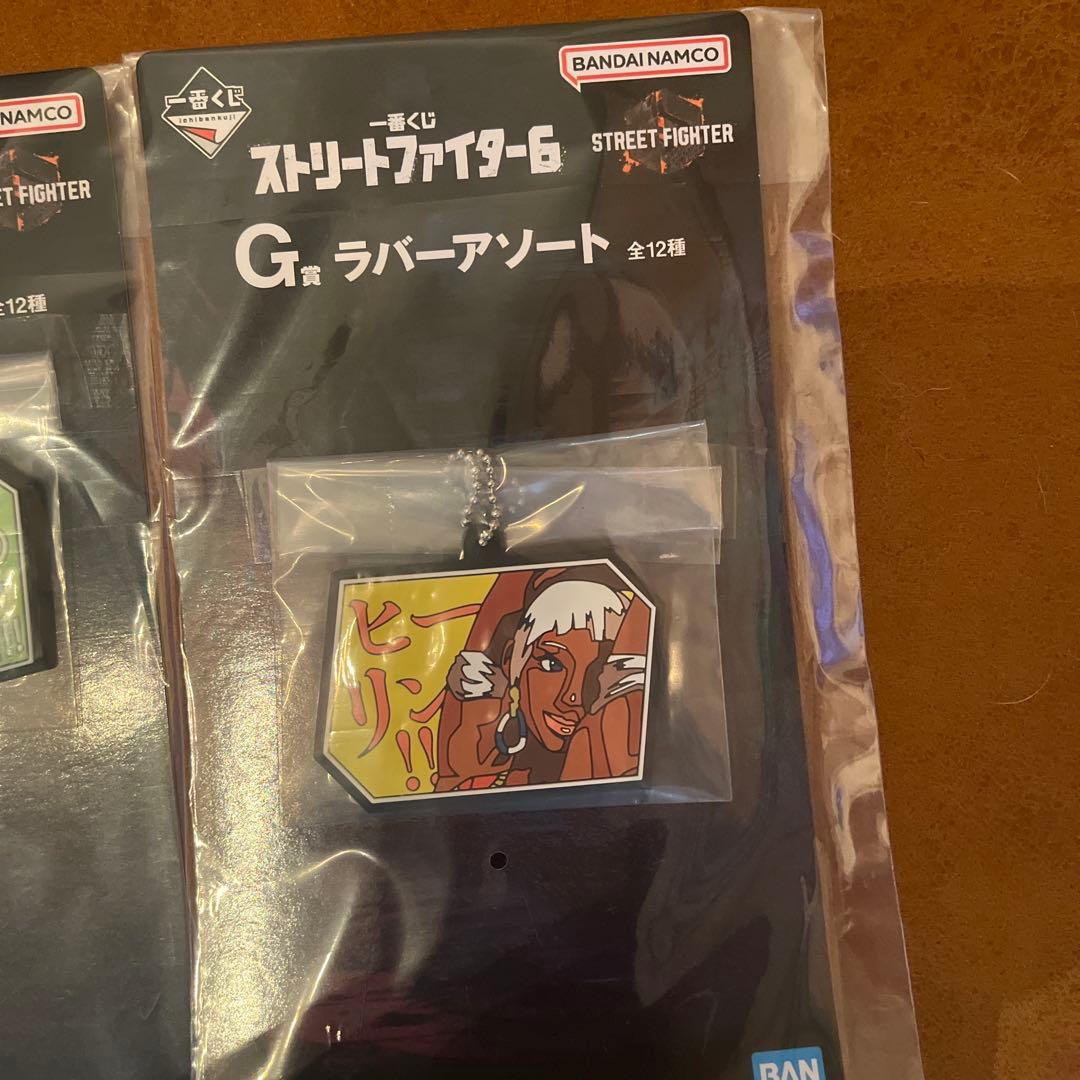 NAMCO
ET FIGHTER
全12種
一番くじ
ichibankuji
BANDAI NAMCO
一番くじ
ストリートファイター6
STREET FIGHTER
G賞 ラバーアソート 全12種
ヒーリン!!
BAN